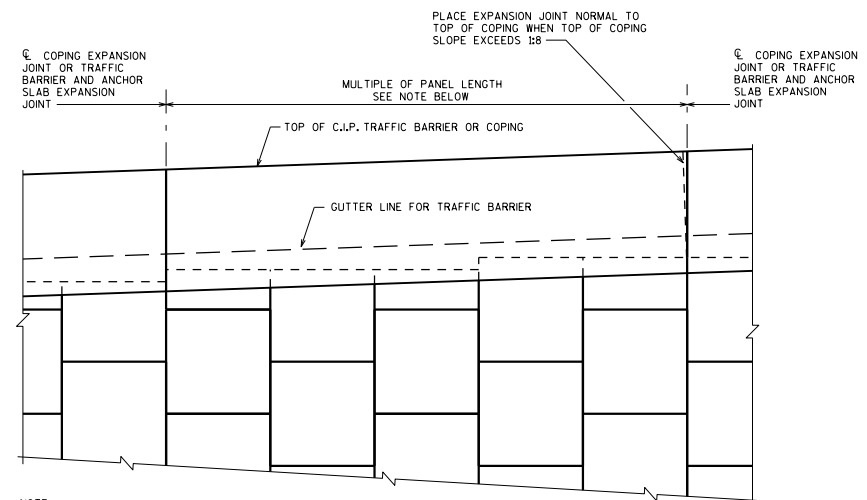 PLACE EXPANSION JOINT NORMAL TO
TOP OF COPING WHEN TOP OF COPING
SLOPE EXCEEDS 1:8
℄ COPING EXPANSION
JOINT OR TRAFFIC
BARRIER AND ANCHOR
SLAB EXPANSION
JOINT
MULTIPLE OF PANEL LENGTH
SEE NOTE BELOW
℄ COPING EXPANSION
JOINT OR TRAFFIC
BARRIER AND ANCHOR
SLAB EXPANSION
JOINT
TOP OF C.I.P. TRAFFIC BARRIER OR COPING
GUTTER LINE FOR TRAFFIC BARRIER